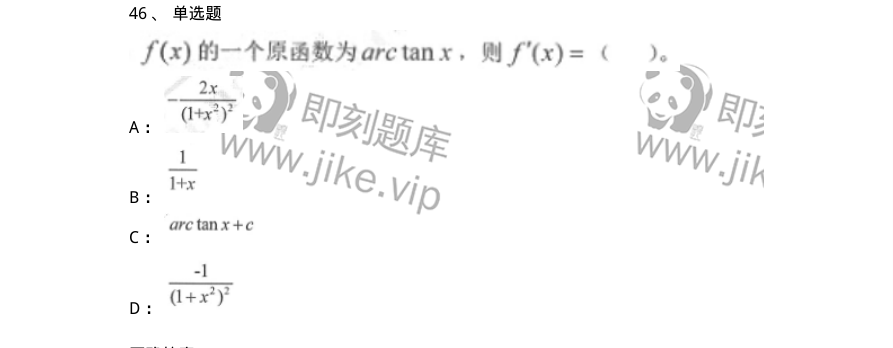 46、 单选题
f(x) 的一个原函数为 arc tan x，则 f'(x) = （ ）。
A： -2x/(1+x²)²
B： 1/(1+x)
C： arc tan x + c
D： -1/(1+x²)²
即刻题库
www.jike.vip
即刻
www.jik